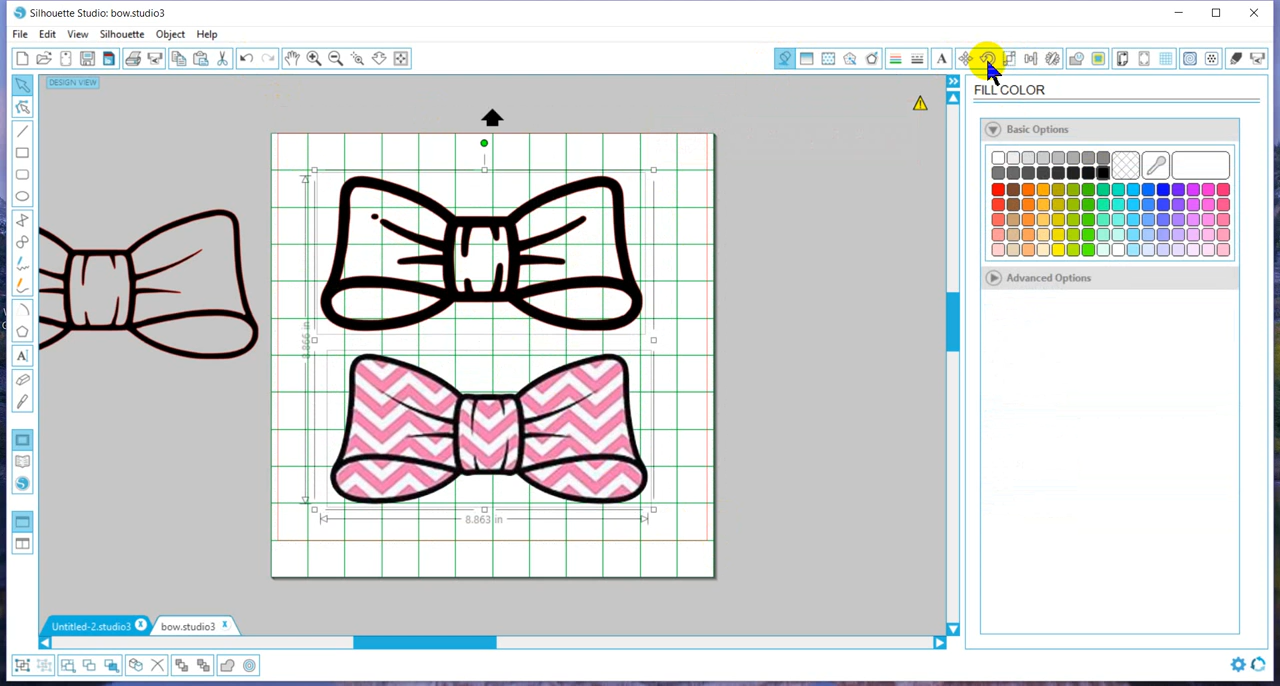 Silhouette Studio: bow.studio3
File Edit View Silhouette Object Help
DESIGN VIEW
FILL COLOR
Basic Options
Advanced Options
8.866 in
8.863 in
Untitled-2.studio3
bow.studio3